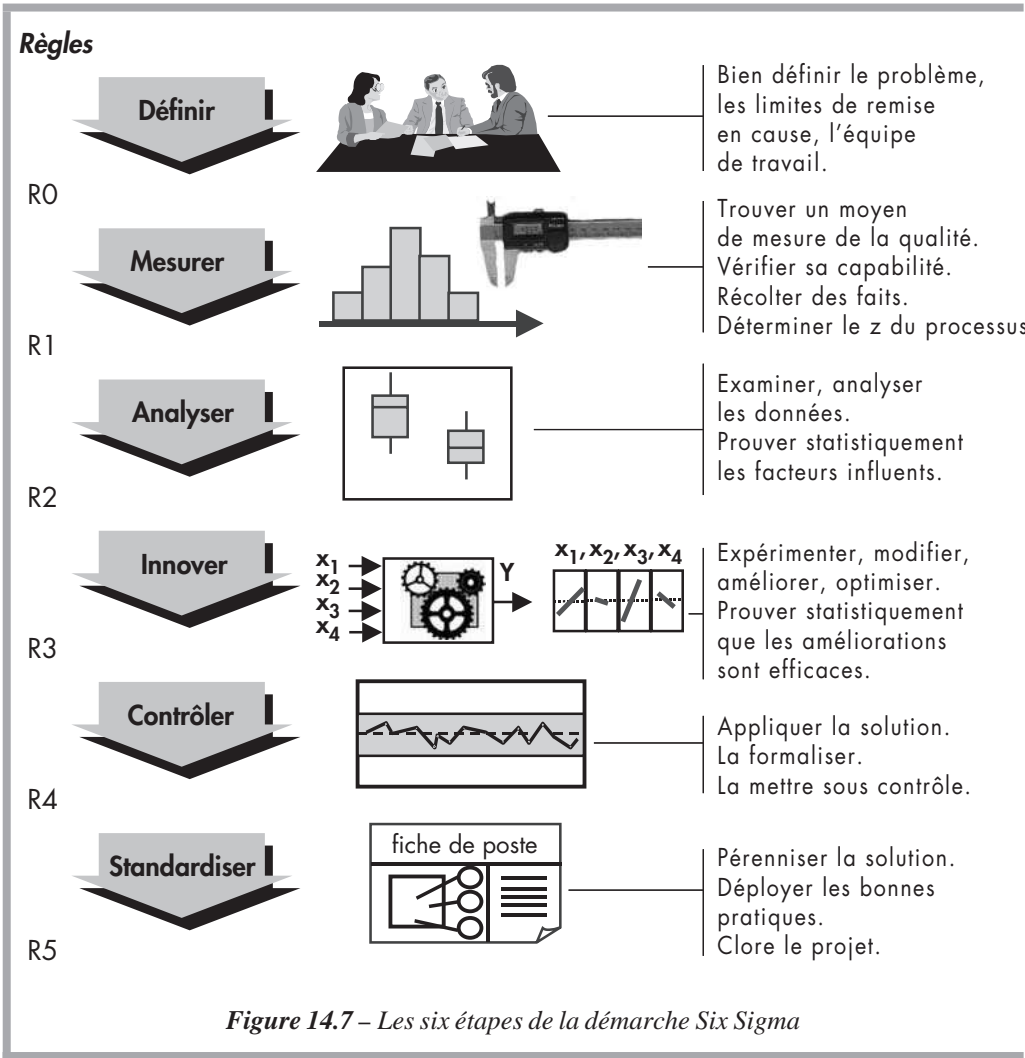 Règles
Définir
Bien définir le problème,
les limites de remise
en cause, l'équipe
de travail.
R0
Mesurer
Trouver un moyen
de mesure de la qualité.
Vérifier sa capabilité.
Récolter des faits.
Déterminer le z du processus
R1
Analyser
Examiner, analyser
les données.
Prouver statistiquement
les facteurs influents.
R2
Innover
x1
x2
x3
x4
Y
x1, x2, x3, x4
Expérimenter, modifier,
améliorer, optimiser.
Prouver statistiquement
que les améliorations
sont efficaces.
R3
Contrôler
Appliquer la solution.
La formaliser.
La mettre sous contrôle.
R4
Standardiser
fiche de poste
Pérenniser la solution.
Déployer les bonnes
pratiques.
Clore le projet.
R5
Figure 14.7 – Les six étapes de la démarche Six Sigma